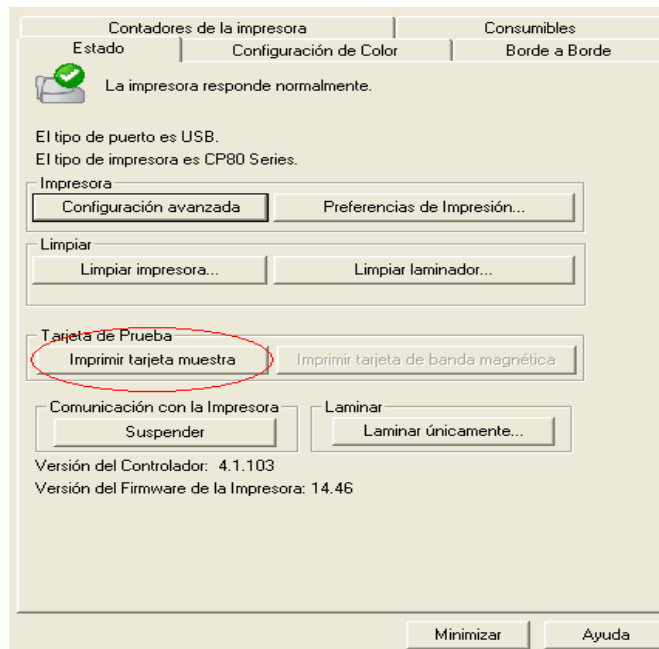 Contadores de la impresora Consumibles
Estado Configuración de Color Borde a Borde
La impresora responde normalmente.
El tipo de puerto es USB.
El tipo de impresora es CP80 Series.
Impresora
Configuración avanzada Preferencias de Impresión...
Limpiar
Limpiar impresora... Limpiar laminador...
Tarjeta de Prueba
Imprimir tarjeta muestra Imprimir tarjeta de banda magnética
Comunicación con la Impresora Laminar
Suspender Laminar únicamente...
Versión del Controlador: 4.1.103
Versión del Firmware de la Impresora: 14.46
Minimizar Ayuda